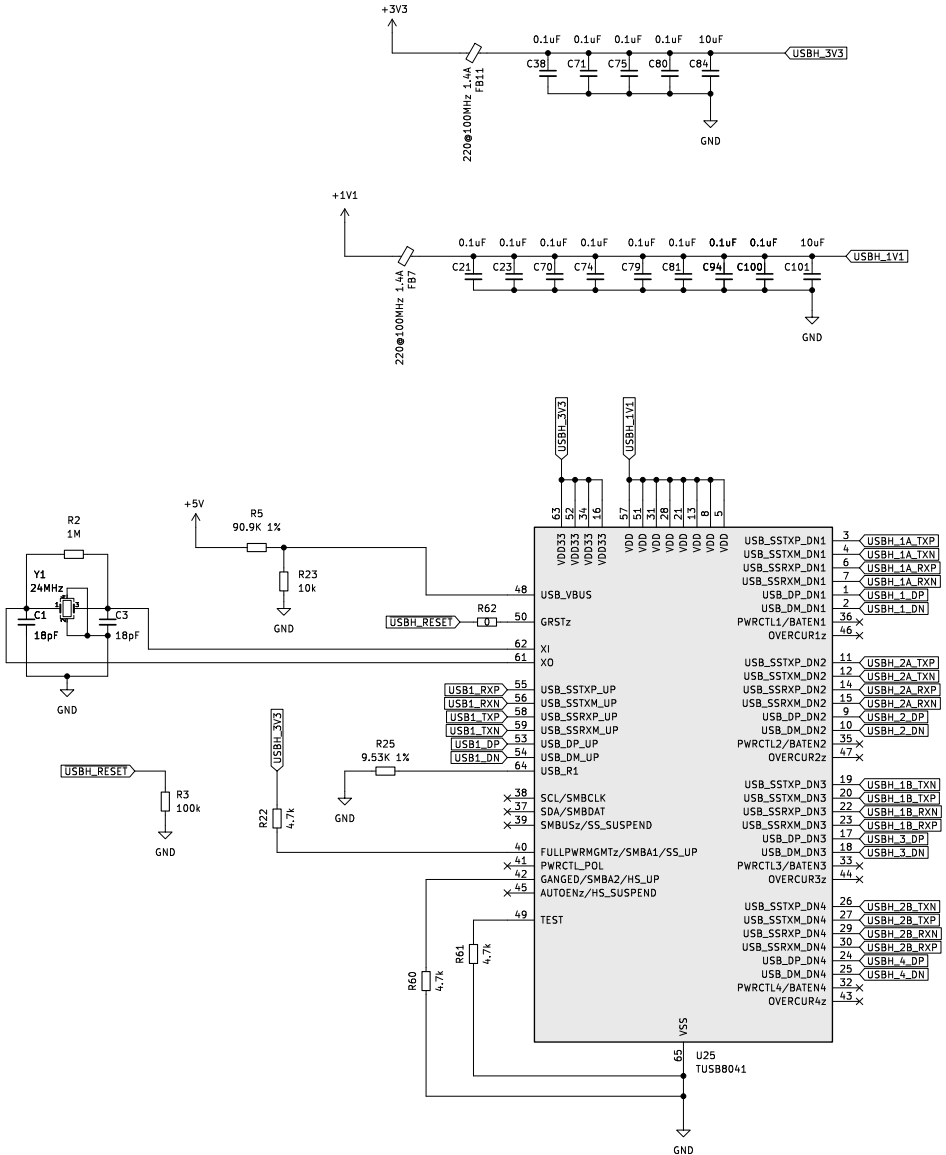 +3V3
0.1uF 0.1uF 0.1uF 0.1uF 10uF
C38 C71 C75 C80 C84
USBH_3V3
220@100MHz 1.4A
FB11
GND
+1V1
0.1uF 0.1uF 0.1uF 0.1uF 0.1uF 0.1uF 0.1uF 0.1uF 10uF
C21 C23 C70 C74 C79 C81 C94 C100 C101
USBH_1V1
220@100MHz 1.4A
FB7
GND
USBH_3V3
USBH_1V1
63 52 34 16
57 51 31 28 21 13 8 5
VDD33 VDD33 VDD33 VDD33
VDD VDD VDD VDD VDD VDD VDD VDD
+5V
R5
90.9K 1%
R23
10k
GND
R2
1M
Y1
24MHz
1 3
C1
18pF
C3
18pF
GND
48 USB_VBUS
USBH_RESET
R62
0
50 GRSTz
62 XI
61 XO
USB1_RXP 55 USB_SSTXP_UP
USB1_RXN 56 USB_SSTXM_UP
USB1_TXP 58 USB_SSRXP_UP
USB1_TXN 59 USB_SSRXM_UP
USB1_DP 53 USB_DP_UP
USB1_DN 54 USB_DM_UP
64 USB_R1
R25
9.53K 1%
GND
USBH_RESET
R3
100k
GND
USBH_3V3
R22
4.7k
38 SCL/SMBCLK
37 SDA/SMBDAT
39 SMBUSz/SS_SUSPEND
40 FULLPWRMGMTz/SMBA1/SS_UP
41 PWRCTL_POL
42 GANGED/SMBA2/HS_UP
45 AUTOENz/HS_SUSPEND
49 TEST
R61
4.7k
R60
4.7k
USB_SSTXP_DN1 3 USBH_1A_TXP
USB_SSTXM_DN1 4 USBH_1A_TXN
USB_SSRXP_DN1 6 USBH_1A_RXP
USB_SSRXM_DN1 7 USBH_1A_RXN
USB_DP_DN1 1 USBH_1_DP
USB_DM_DN1 2 USBH_1_DN
PWRCTL1/BATEN1 36
OVERCUR1z 46
USB_SSTXP_DN2 11 USBH_2A_TXP
USB_SSTXM_DN2 12 USBH_2A_TXN
USB_SSRXP_DN2 14 USBH_2A_RXP
USB_SSRXM_DN2 15 USBH_2A_RXN
USB_DP_DN2 9 USBH_2_DP
USB_DM_DN2 10 USBH_2_DN
PWRCTL2/BATEN2 35
OVERCUR2z 47
USB_SSTXP_DN3 19 USBH_1B_TXN
USB_SSTXM_DN3 20 USBH_1B_TXP
USB_SSRXP_DN3 22 USBH_1B_RXN
USB_SSRXM_DN3 23 USBH_1B_RXP
USB_DP_DN3 17 USBH_3_DP
USB_DM_DN3 18 USBH_3_DN
PWRCTL3/BATEN3 33
OVERCUR3z 44
USB_SSTXP_DN4 26 USBH_2B_TXN
USB_SSTXM_DN4 27 USBH_2B_TXP
USB_SSRXP_DN4 29 USBH_2B_RXN
USB_SSRXM_DN4 30 USBH_2B_RXP
USB_DP_DN4 24 USBH_4_DP
USB_DM_DN4 25 USBH_4_DN
PWRCTL4/BATEN4 32
OVERCUR4z 43
VSS
65
U25
TUSB8041
GND